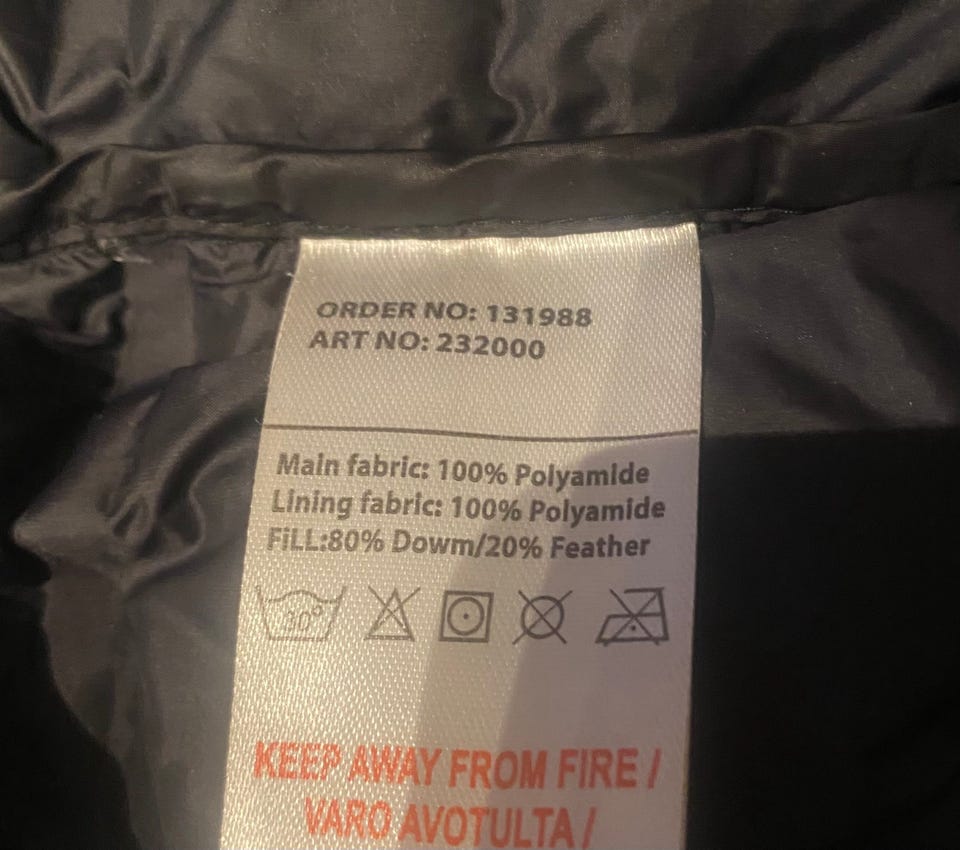 ORDER NO: 131988
ART NO: 232000
Main fabric: 100% Polyamide
Lining fabric: 100% Polyamide
FiLL:80% Dowm/20% Feather
30°
KEEP AWAY FROM FIRE /
VARO AVOTULTA/